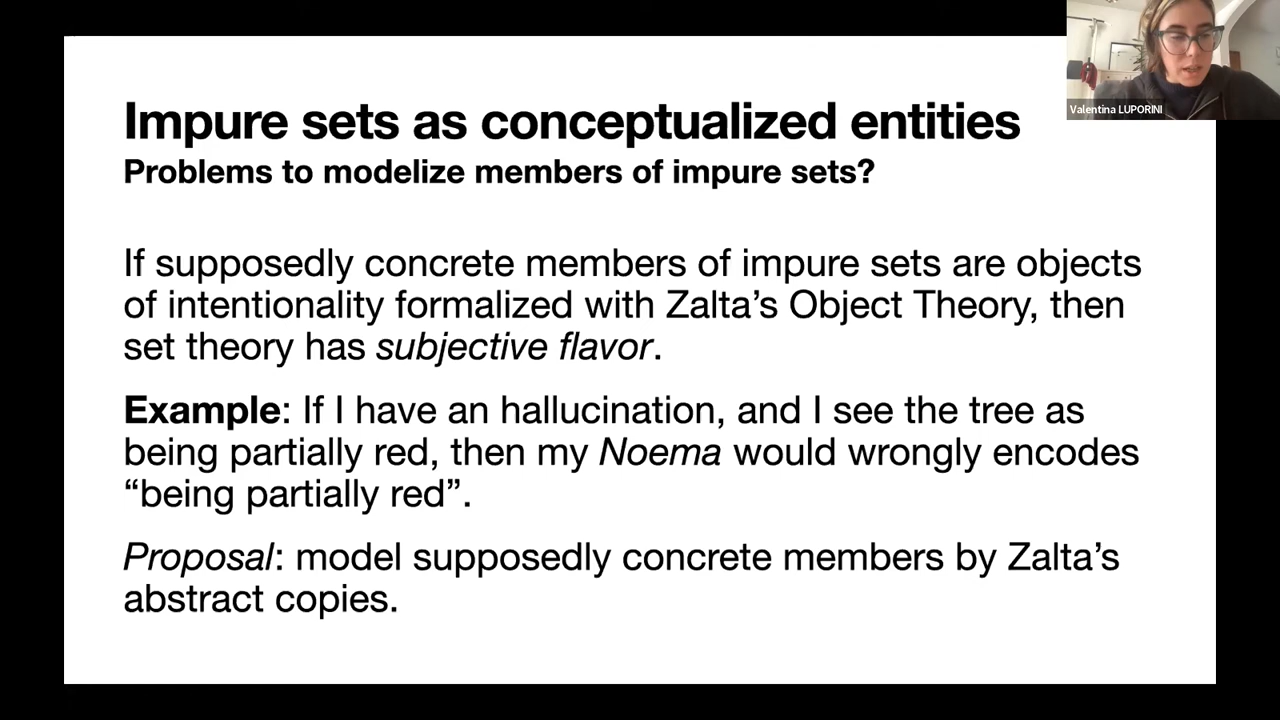 Impure sets as conceptualized entities
Problems to modelize members of impure sets?
If supposedly concrete members of impure sets are objects
of intentionality formalized with Zalta’s Object Theory, then
set theory has subjective flavor.
Example: If I have an hallucination, and I see the tree as
being partially red, then my Noema would wrongly encodes
“being partially red”.
Proposal: model supposedly concrete members by Zalta’s
abstract copies.
Valentina LUPORINI